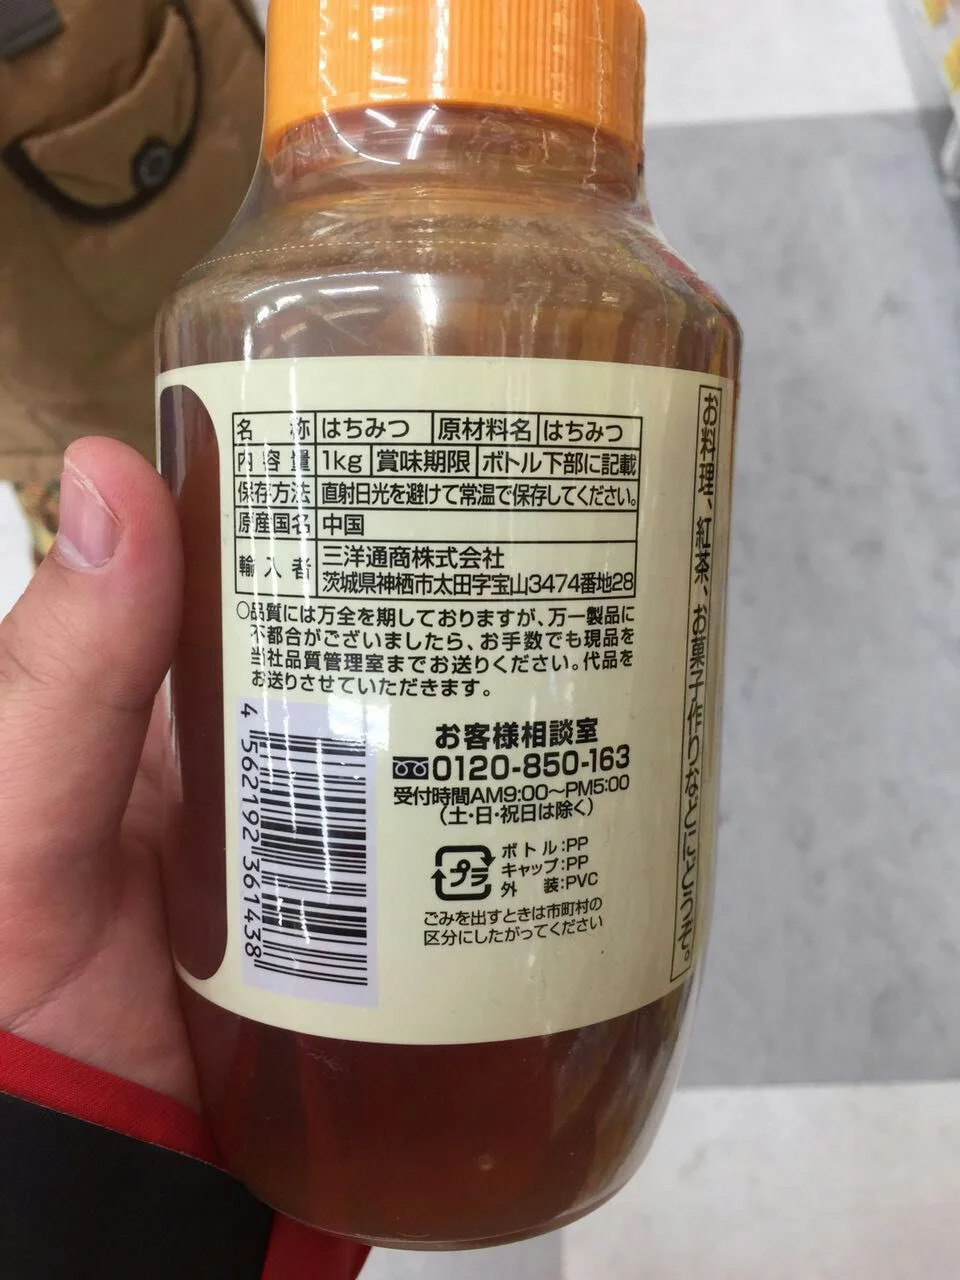 名称 はちみつ 原材料名 はちみつ
内容量 1kg 賞味期限 ボトル下部に記載
保存方法 直射日光を避けて常温で保存してください。
原産国名 中国
輸入者 三洋通商株式会社
茨城県神栖市太田字宝山3474番地28
○品質には万全を期しておりますが、万一製品に
不都合がございましたら、お手数でも現品を
当社品質管理室までお送りください。代品を
お送りさせていただきます。
お客様相談室
0120-850-163
受付時間AM9:00～PM5:00
(土・日・祝日は除く)
プラ
ボトル:PP
キャップ:PP
外装:PVC
ごみを出すときは市町村の
区分にしたがってください
4 562192 361438
お料理、紅茶、お菓子作りなどにどうぞ。